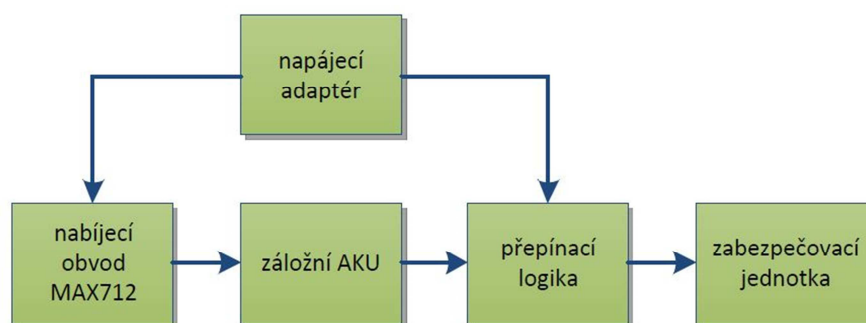 napájecí
adaptér
nabíjecí
obvod
MAX712
záložní AKU
přepínací
logika
zabezpečovací
jednotka